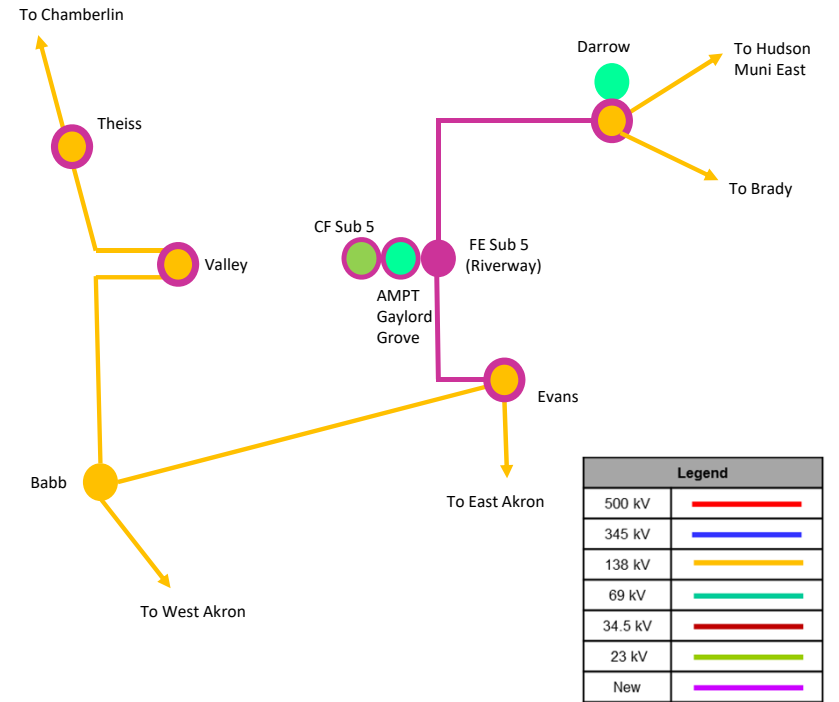 To Chamberlin
Theiss
Valley
Babb
To West Akron
CF Sub 5
AMPT
Gaylord
Grove
FE Sub 5
(Riverway)
Darrow
To Hudson
Muni East
To Brady
Evans
To East Akron
Legend
500 kV
345 kV
138 kV
69 kV
34.5 kV
23 kV
New